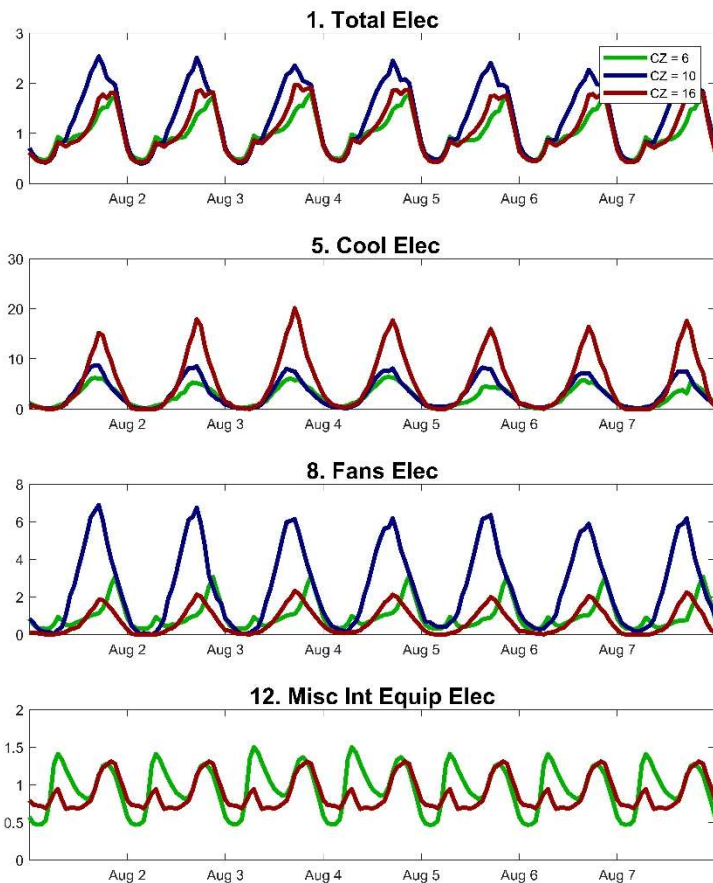 1. Total Elec
3
2
1
0
CZ = 6
CZ = 10
CZ = 16
Aug 2 Aug 3 Aug 4 Aug 5 Aug 6 Aug 7
5. Cool Elec
30
20
10
0
Aug 2 Aug 3 Aug 4 Aug 5 Aug 6 Aug 7
8. Fans Elec
8
6
4
2
0
Aug 2 Aug 3 Aug 4 Aug 5 Aug 6 Aug 7
12. Misc Int Equip Elec
2
1.5
1
0.5
0
Aug 2 Aug 3 Aug 4 Aug 5 Aug 6 Aug 7